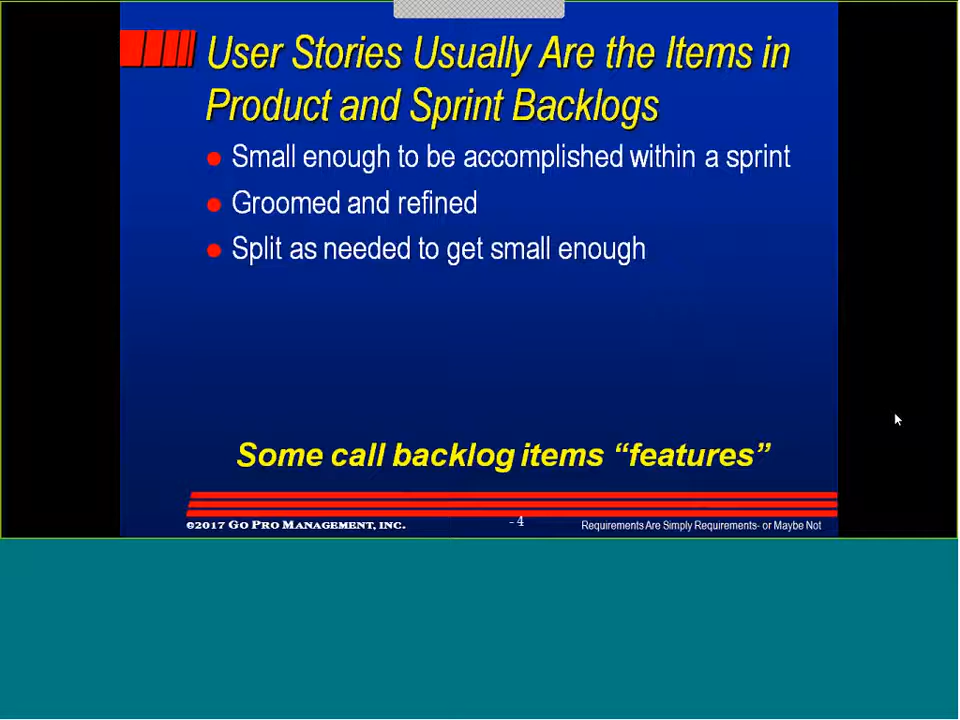 User Stories Usually Are the Items in
Product and Sprint Backlogs
● Small enough to be accomplished within a sprint
● Groomed and refined
● Split as needed to get small enough
Some call backlog items “features”
©2017 GO PRO MANAGEMENT, INC.
- 4
Requirements Are Simply Requirements- or Maybe Not